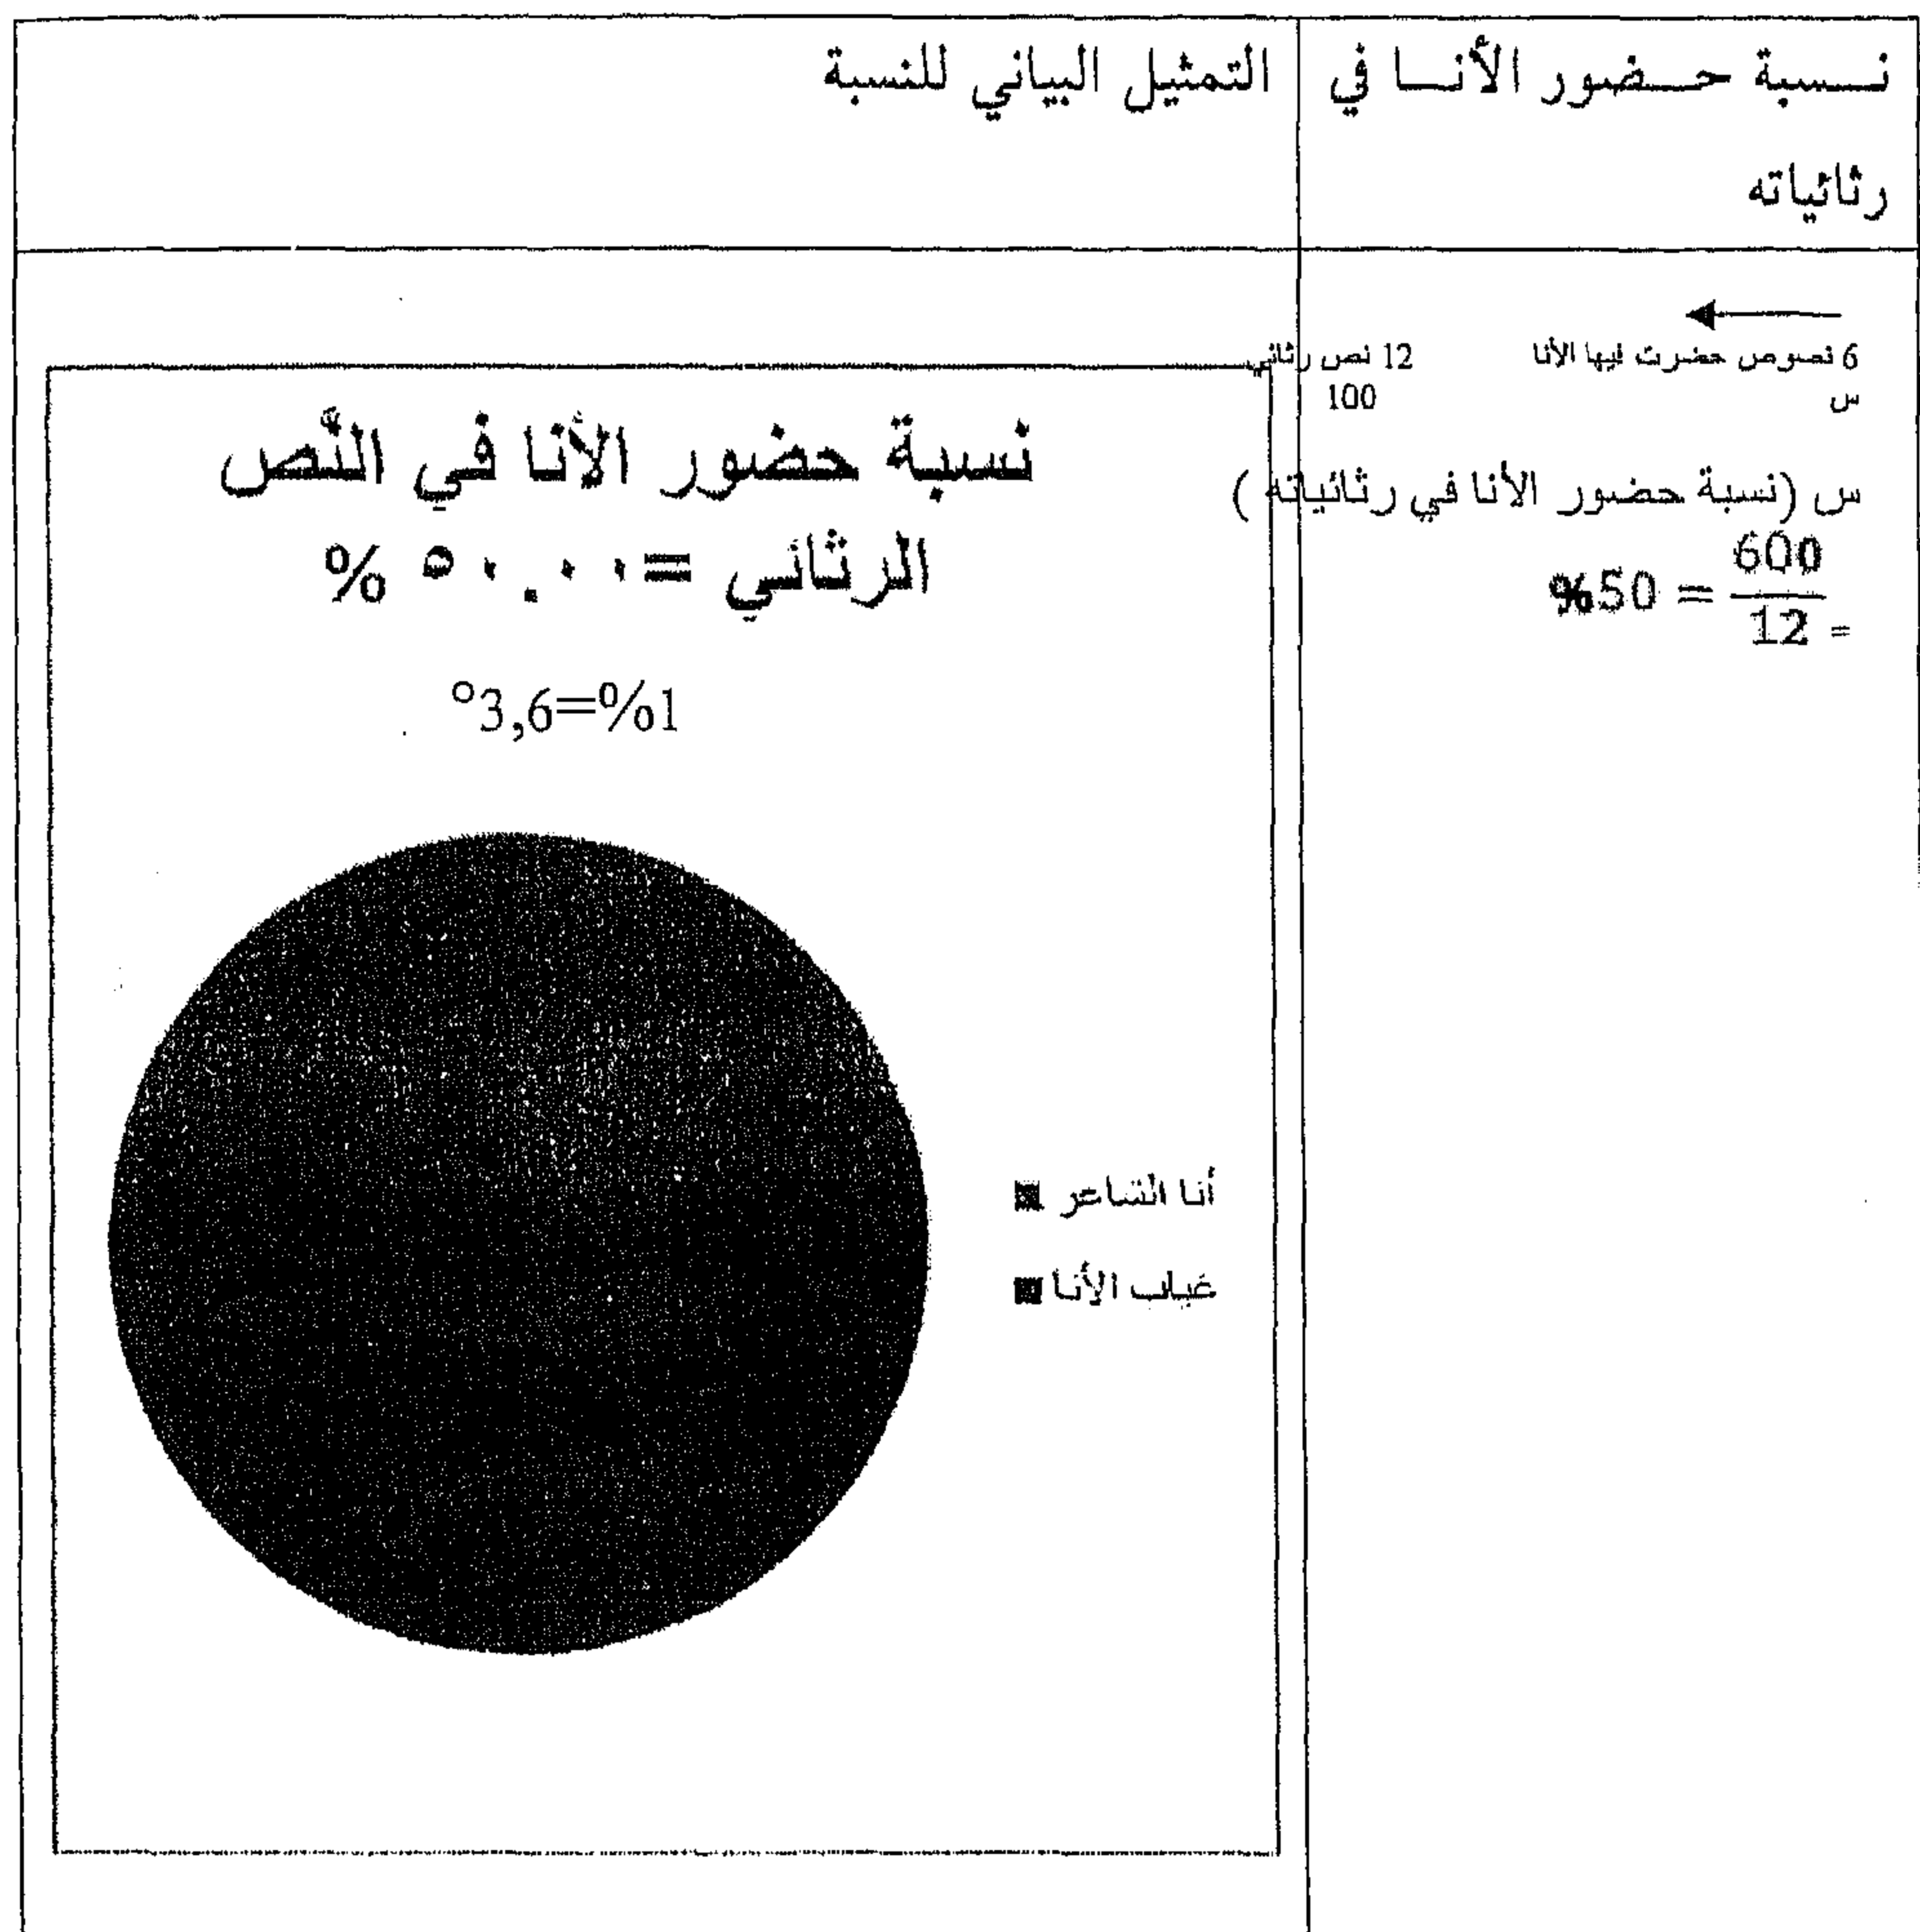 نسبة حضور الأنا في
رثائياته
التمثيل البياني للنسبة
6 نصوص حضرت فيها الأنا 12 نص رثائي
س 100
س (نسبة حضور الأنا في رثائياته )
= 600/12 = 50%
نسبة حضور الأنا في النّص
الرثائي =٥٠.٠٠ %
1%=3,6°
أنا الشاعر
غياب الأنا